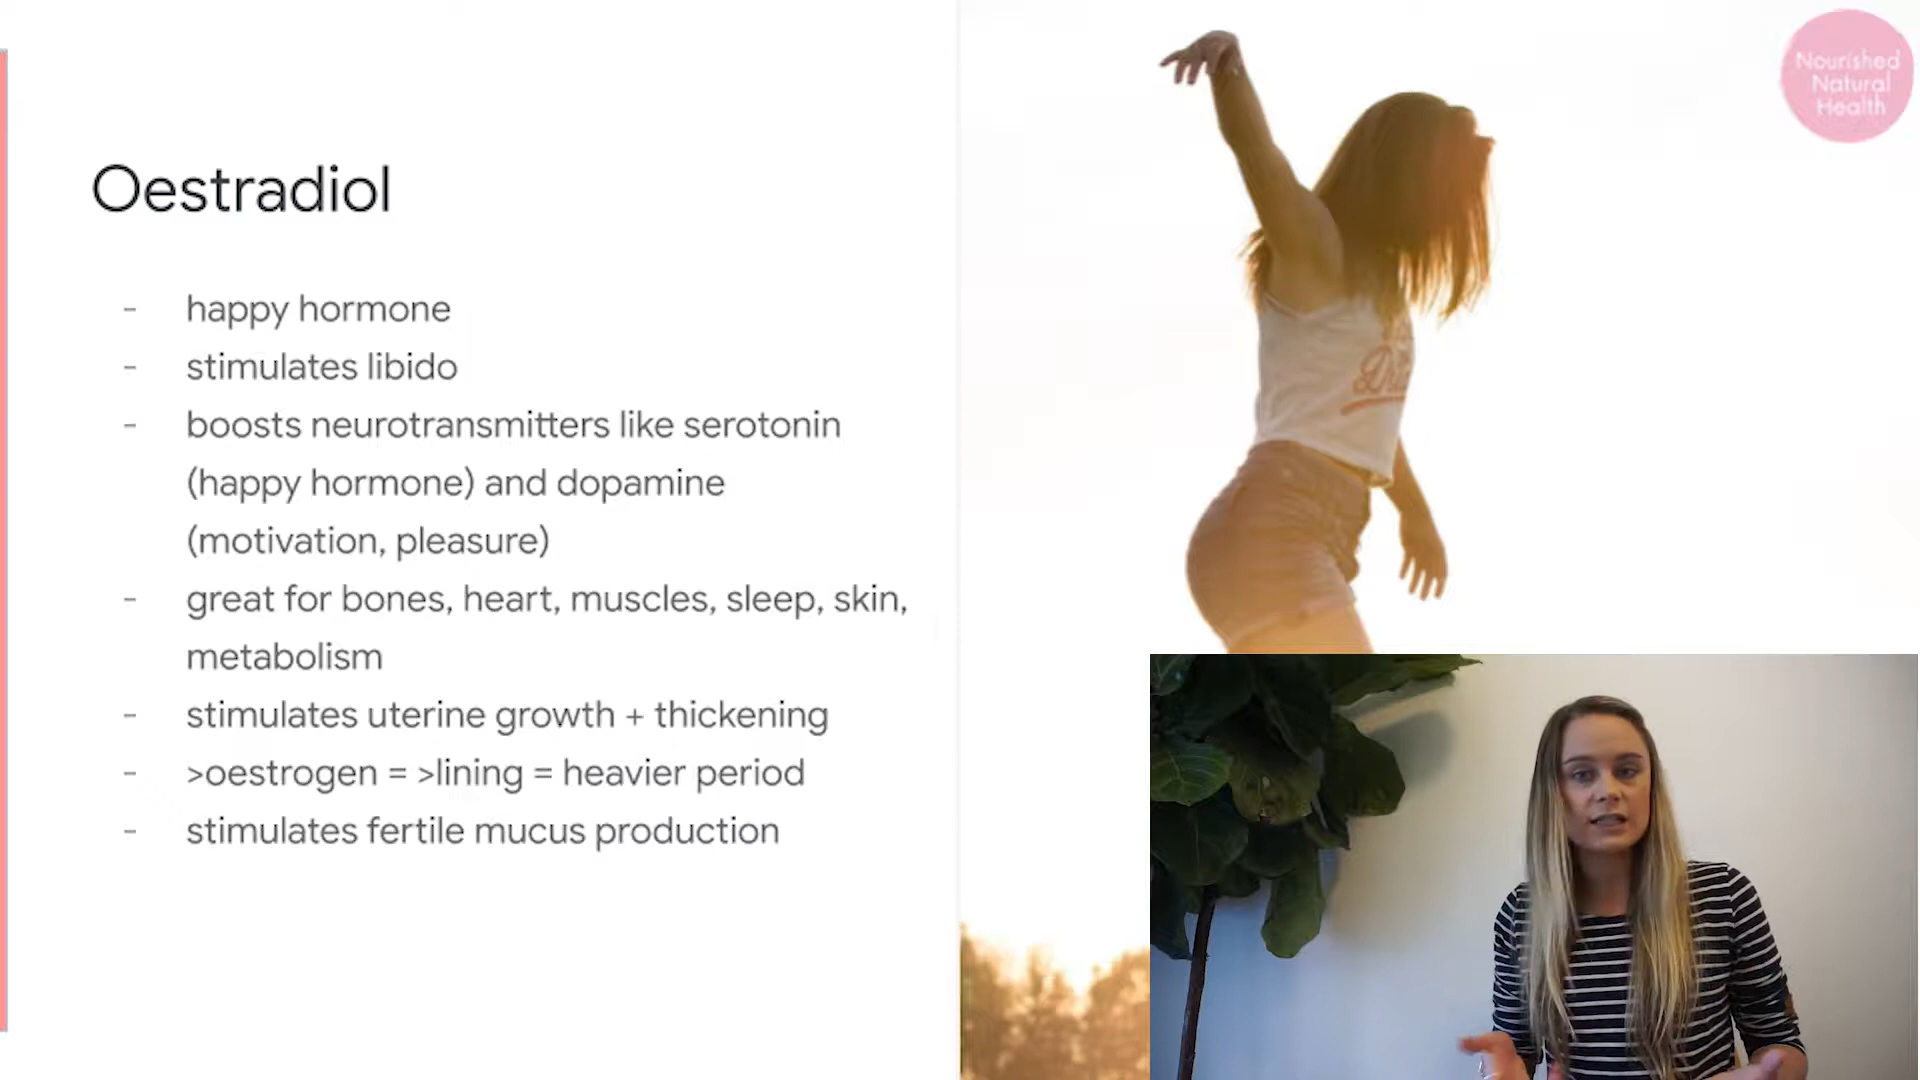 Nourished
Natural
Health
Oestradiol
- happy hormone
- stimulates libido
- boosts neurotransmitters like serotonin
(happy hormone) and dopamine
(motivation, pleasure)
- great for bones, heart, muscles, sleep, skin,
metabolism
- stimulates uterine growth + thickening
- >oestrogen = >lining = heavier period
- stimulates fertile mucus production